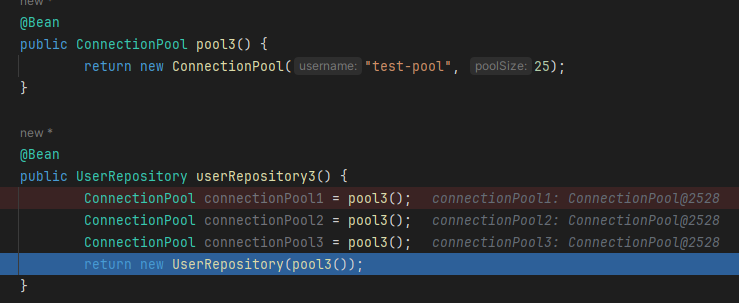 new *
@Bean
public ConnectionPool pool3() {
return new ConnectionPool( username: "test-pool", poolSize: 25);
}
new *
@Bean
public UserRepository userRepository3() {
ConnectionPool connectionPool1 = pool3(); connectionPool1: ConnectionPool@2528
ConnectionPool connectionPool2 = pool3(); connectionPool2: ConnectionPool@2528
ConnectionPool connectionPool3 = pool3(); connectionPool3: ConnectionPool@2528
return new UserRepository(pool3());
}